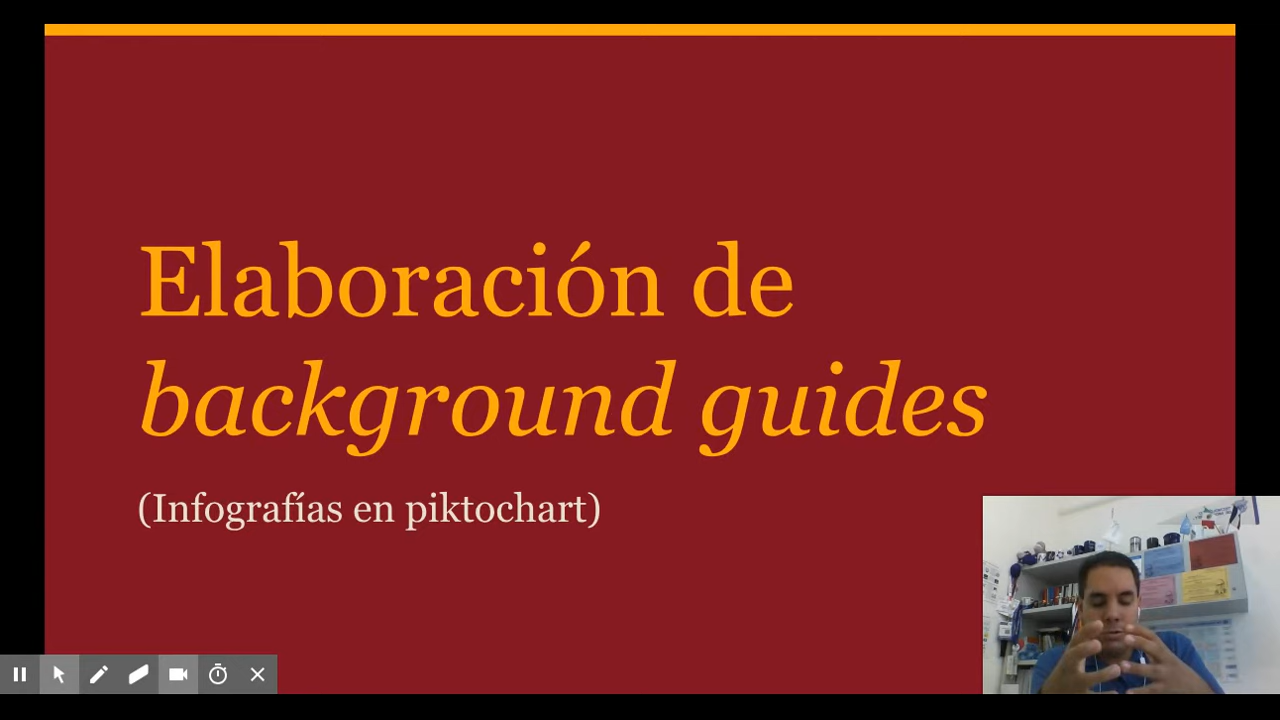 Elaboración de
background guides
(Infografías en piktochart)